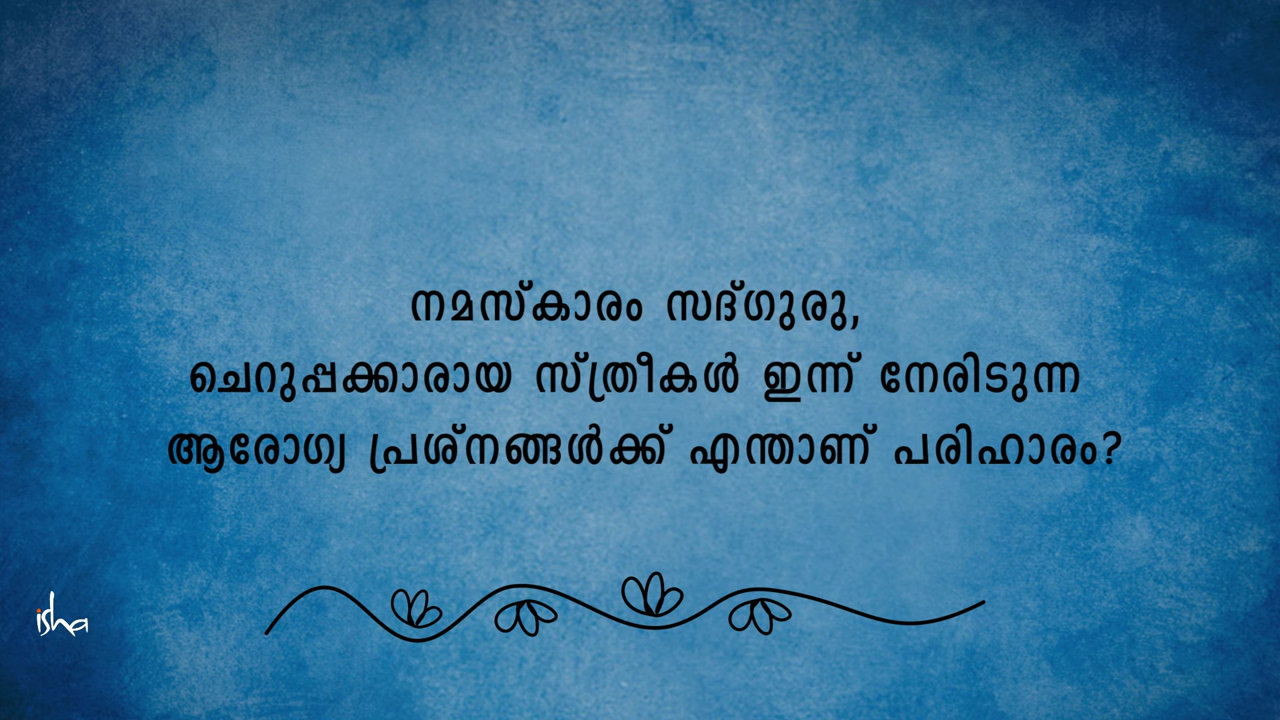 നമസ്കാരം സദ്ഗുരു,
ചെറുപ്പക്കാരായ സ്ത്രീകൾ ഇന്ന് നേരിടുന്ന
ആരോഗ്യ പ്രശ്നങ്ങൾക്ക് എന്താണ് പരിഹാരം?
isha